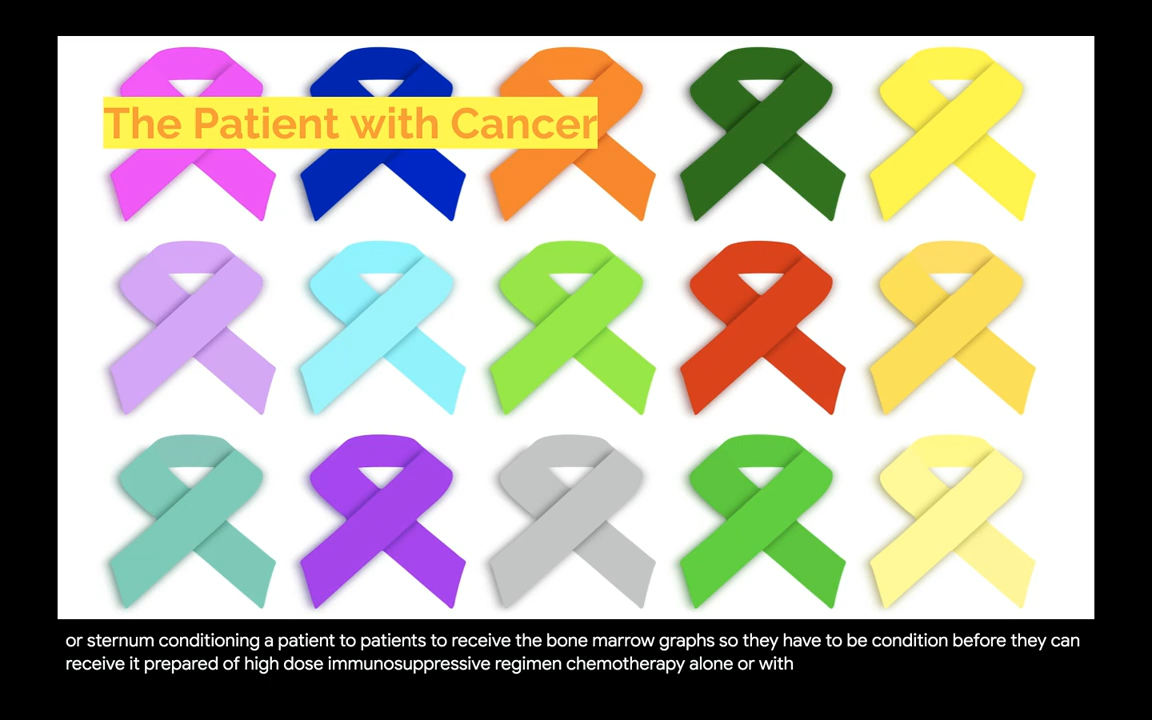 The Patient with Cancer
or sternum conditioning a patient to patients to receive the bone marrow graphs so they have to be condition before they can
receive it prepared of high dose immunosuppressive regimen chemotherapy alone or with